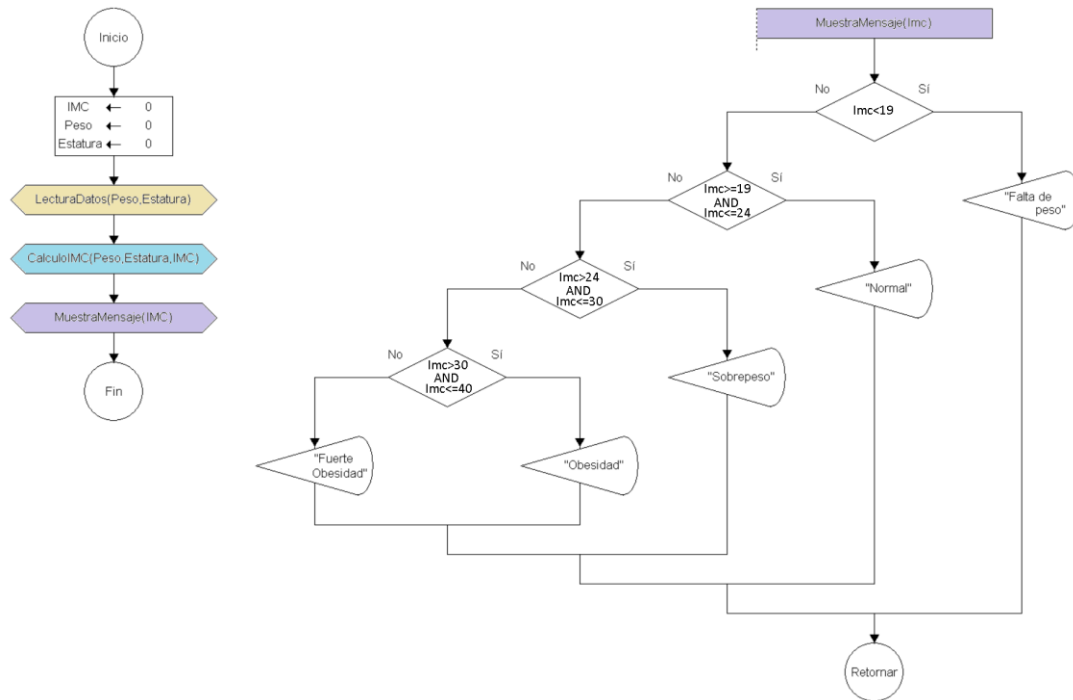 Inicio
IMC ← 0
Peso ← 0
Estatura ← 0
LecturaDatos(Peso,Estatura)
CalculoIMC(Peso,Estatura,IMC)
MuestraMensaje(IMC)
Fin
MuestraMensaje(Imc)
No
Sí
Imc<19
No
Sí
Imc>=19
AND
Imc<=24
"Falta de
peso"
No
Sí
Imc>24
AND
Imc<=30
"Normal"
No
Sí
Imc>30
AND
Imc<=40
"Sobrepeso"
"Fuerte
Obesidad"
"Obesidad"
Retornar